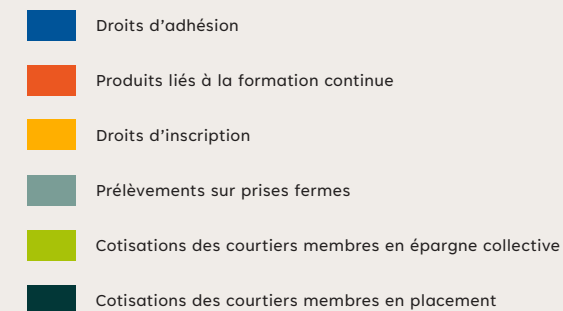 Droits d’adhésion
Produits liés à la formation continue
Droits d’inscription
Prélèvements sur prises fermes
Cotisations des courtiers membres en épargne collective
Cotisations des courtiers membres en placement